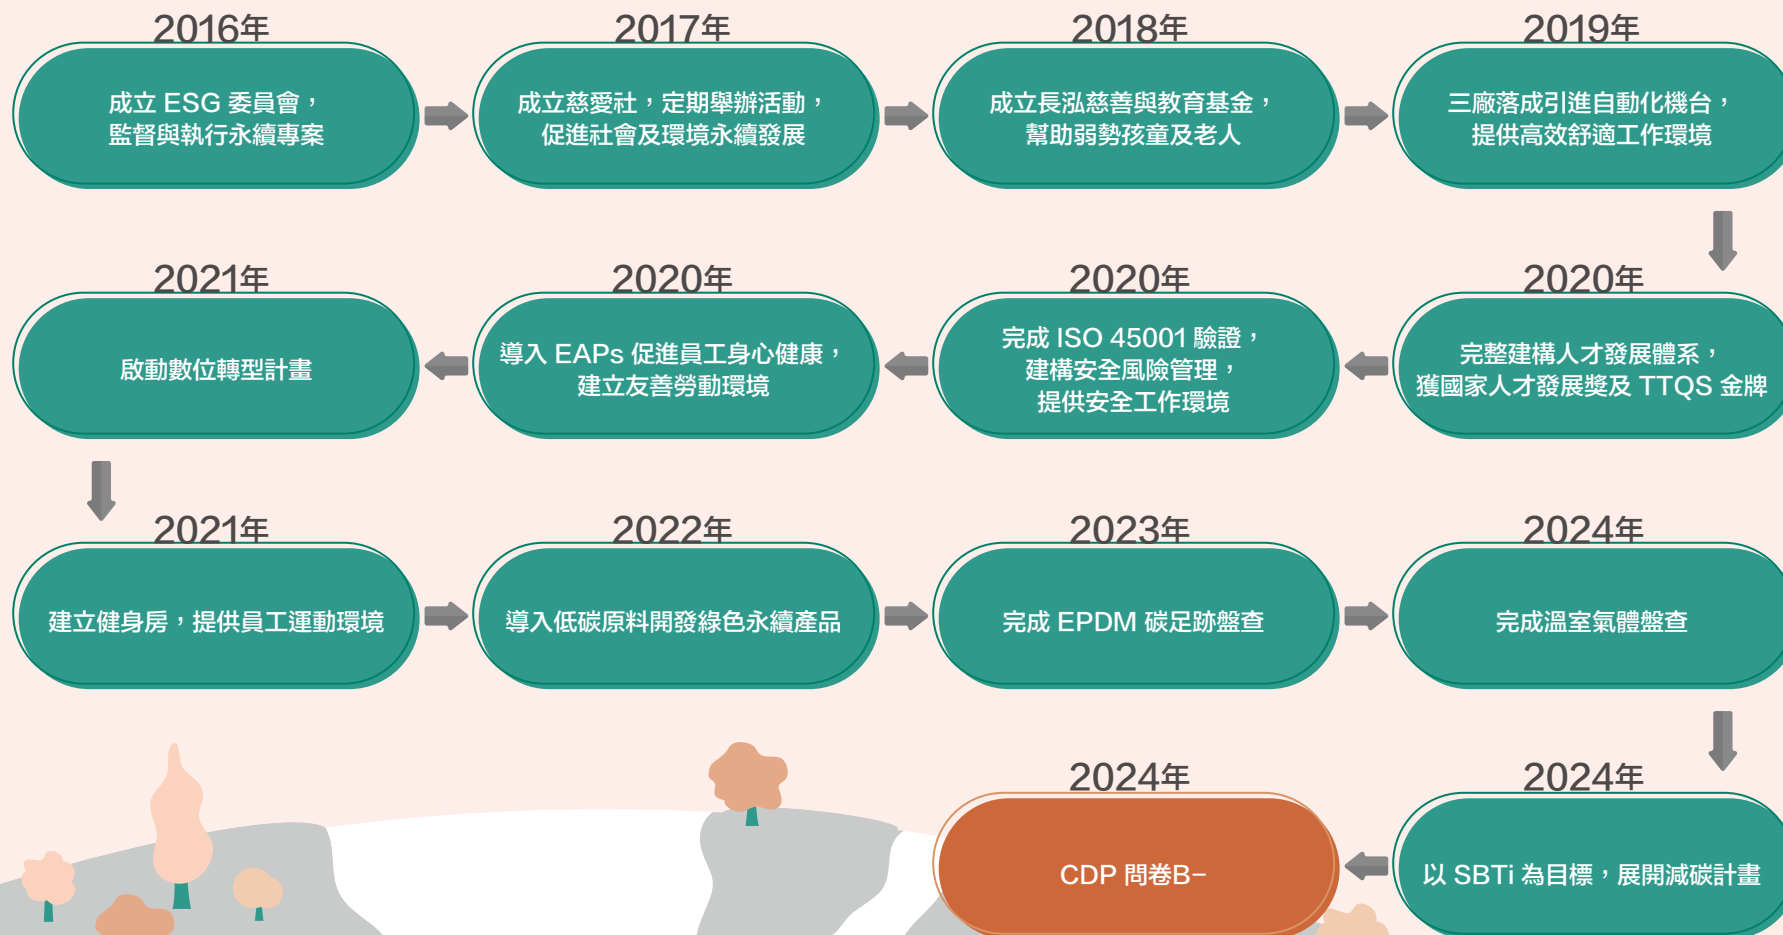 2016年
成立 ESG 委員會，
監督與執行永續專案
2017年
成立慈愛社，定期舉辦活動，
促進社會及環境永續發展
2018年
成立長泓慈善與教育基金，
幫助弱勢孩童及老人
2019年
三廠落成引進自動化機台，
提供高效舒適工作環境
2020年
完整建構人才發展體系，
獲國家人才發展獎及 TTQS 金牌
2020年
完成 ISO 45001 驗證，
建構安全風險管理，
提供安全工作環境
2020年
導入 EAPs 促進員工身心健康，
建立友善勞動環境
2021年
啟動數位轉型計畫
2021年
建立健身房，提供員工運動環境
2022年
導入低碳原料開發綠色永續產品
2023年
完成 EPDM 碳足跡盤查
2024年
完成溫室氣體盤查
2024年
以 SBTi 為目標，展開減碳計畫
2024年
CDP 問卷B-